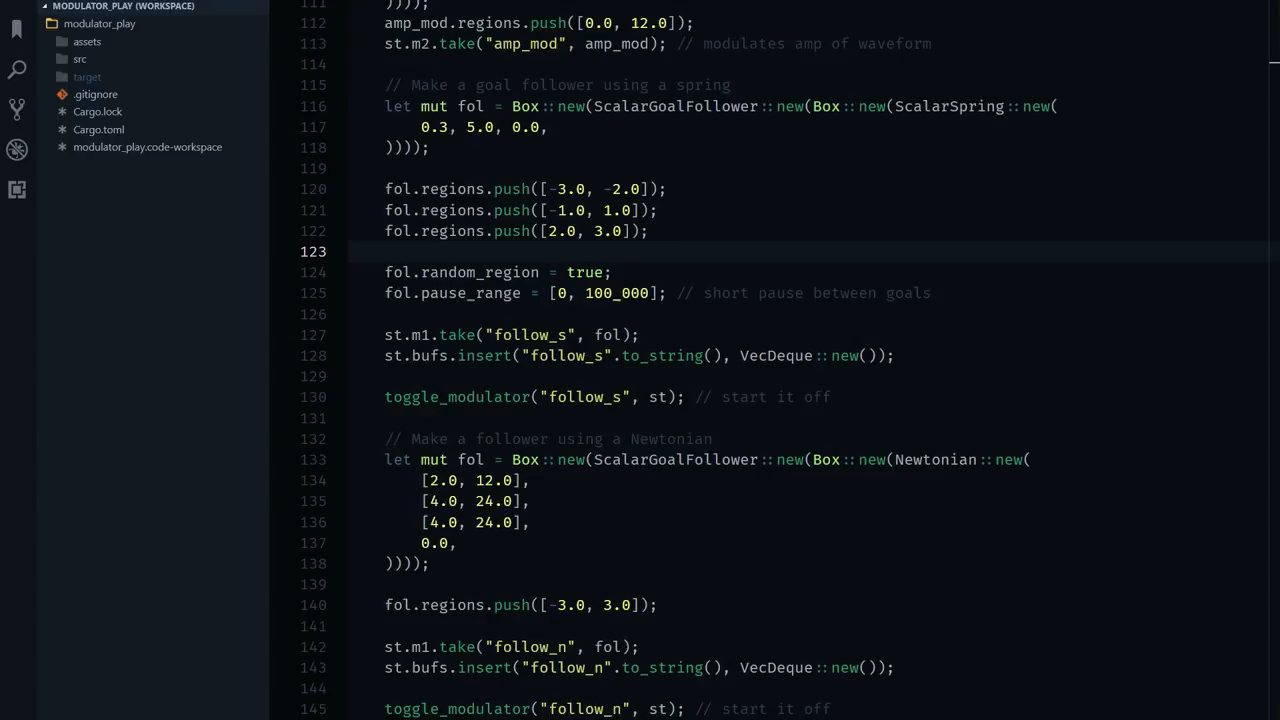 MODULATOR_PLAY (WORKSPACE)
modulator_play
assets
src
target
.gitignore
Cargo.lock
Cargo.toml
modulator_play.code-workspace
111 ))));
112 amp_mod.regions.push([0.0, 12.0]);
113 st.m2.take("amp_mod", amp_mod); // modulates amp of waveform
114
115 // Make a goal follower using a spring
116 let mut fol = Box::new(ScalarGoalFollower::new(Box::new(ScalarSpring::new(
117 0.3, 5.0, 0.0,
118 ))));
119
120 fol.regions.push([-3.0, -2.0]);
121 fol.regions.push([-1.0, 1.0]);
122 fol.regions.push([2.0, 3.0]);
123
124 fol.random_region = true;
125 fol.pause_range = [0, 100_000]; // short pause between goals
126
127 st.m1.take("follow_s", fol);
128 st.bufs.insert("follow_s".to_string(), VecDeque::new());
129
130 toggle_modulator("follow_s", st); // start it off
131
132 // Make a follower using a Newtonian
133 let mut fol = Box::new(ScalarGoalFollower::new(Box::new(Newtonian::new(
134 [2.0, 12.0],
135 [4.0, 24.0],
136 [4.0, 24.0],
137 0.0,
138 ))));
139
140 fol.regions.push([-3.0, 3.0]);
141
142 st.m1.take("follow_n", fol);
143 st.bufs.insert("follow_n".to_string(), VecDeque::new());
144
145 toggle_modulator("follow_n", st); // start it off